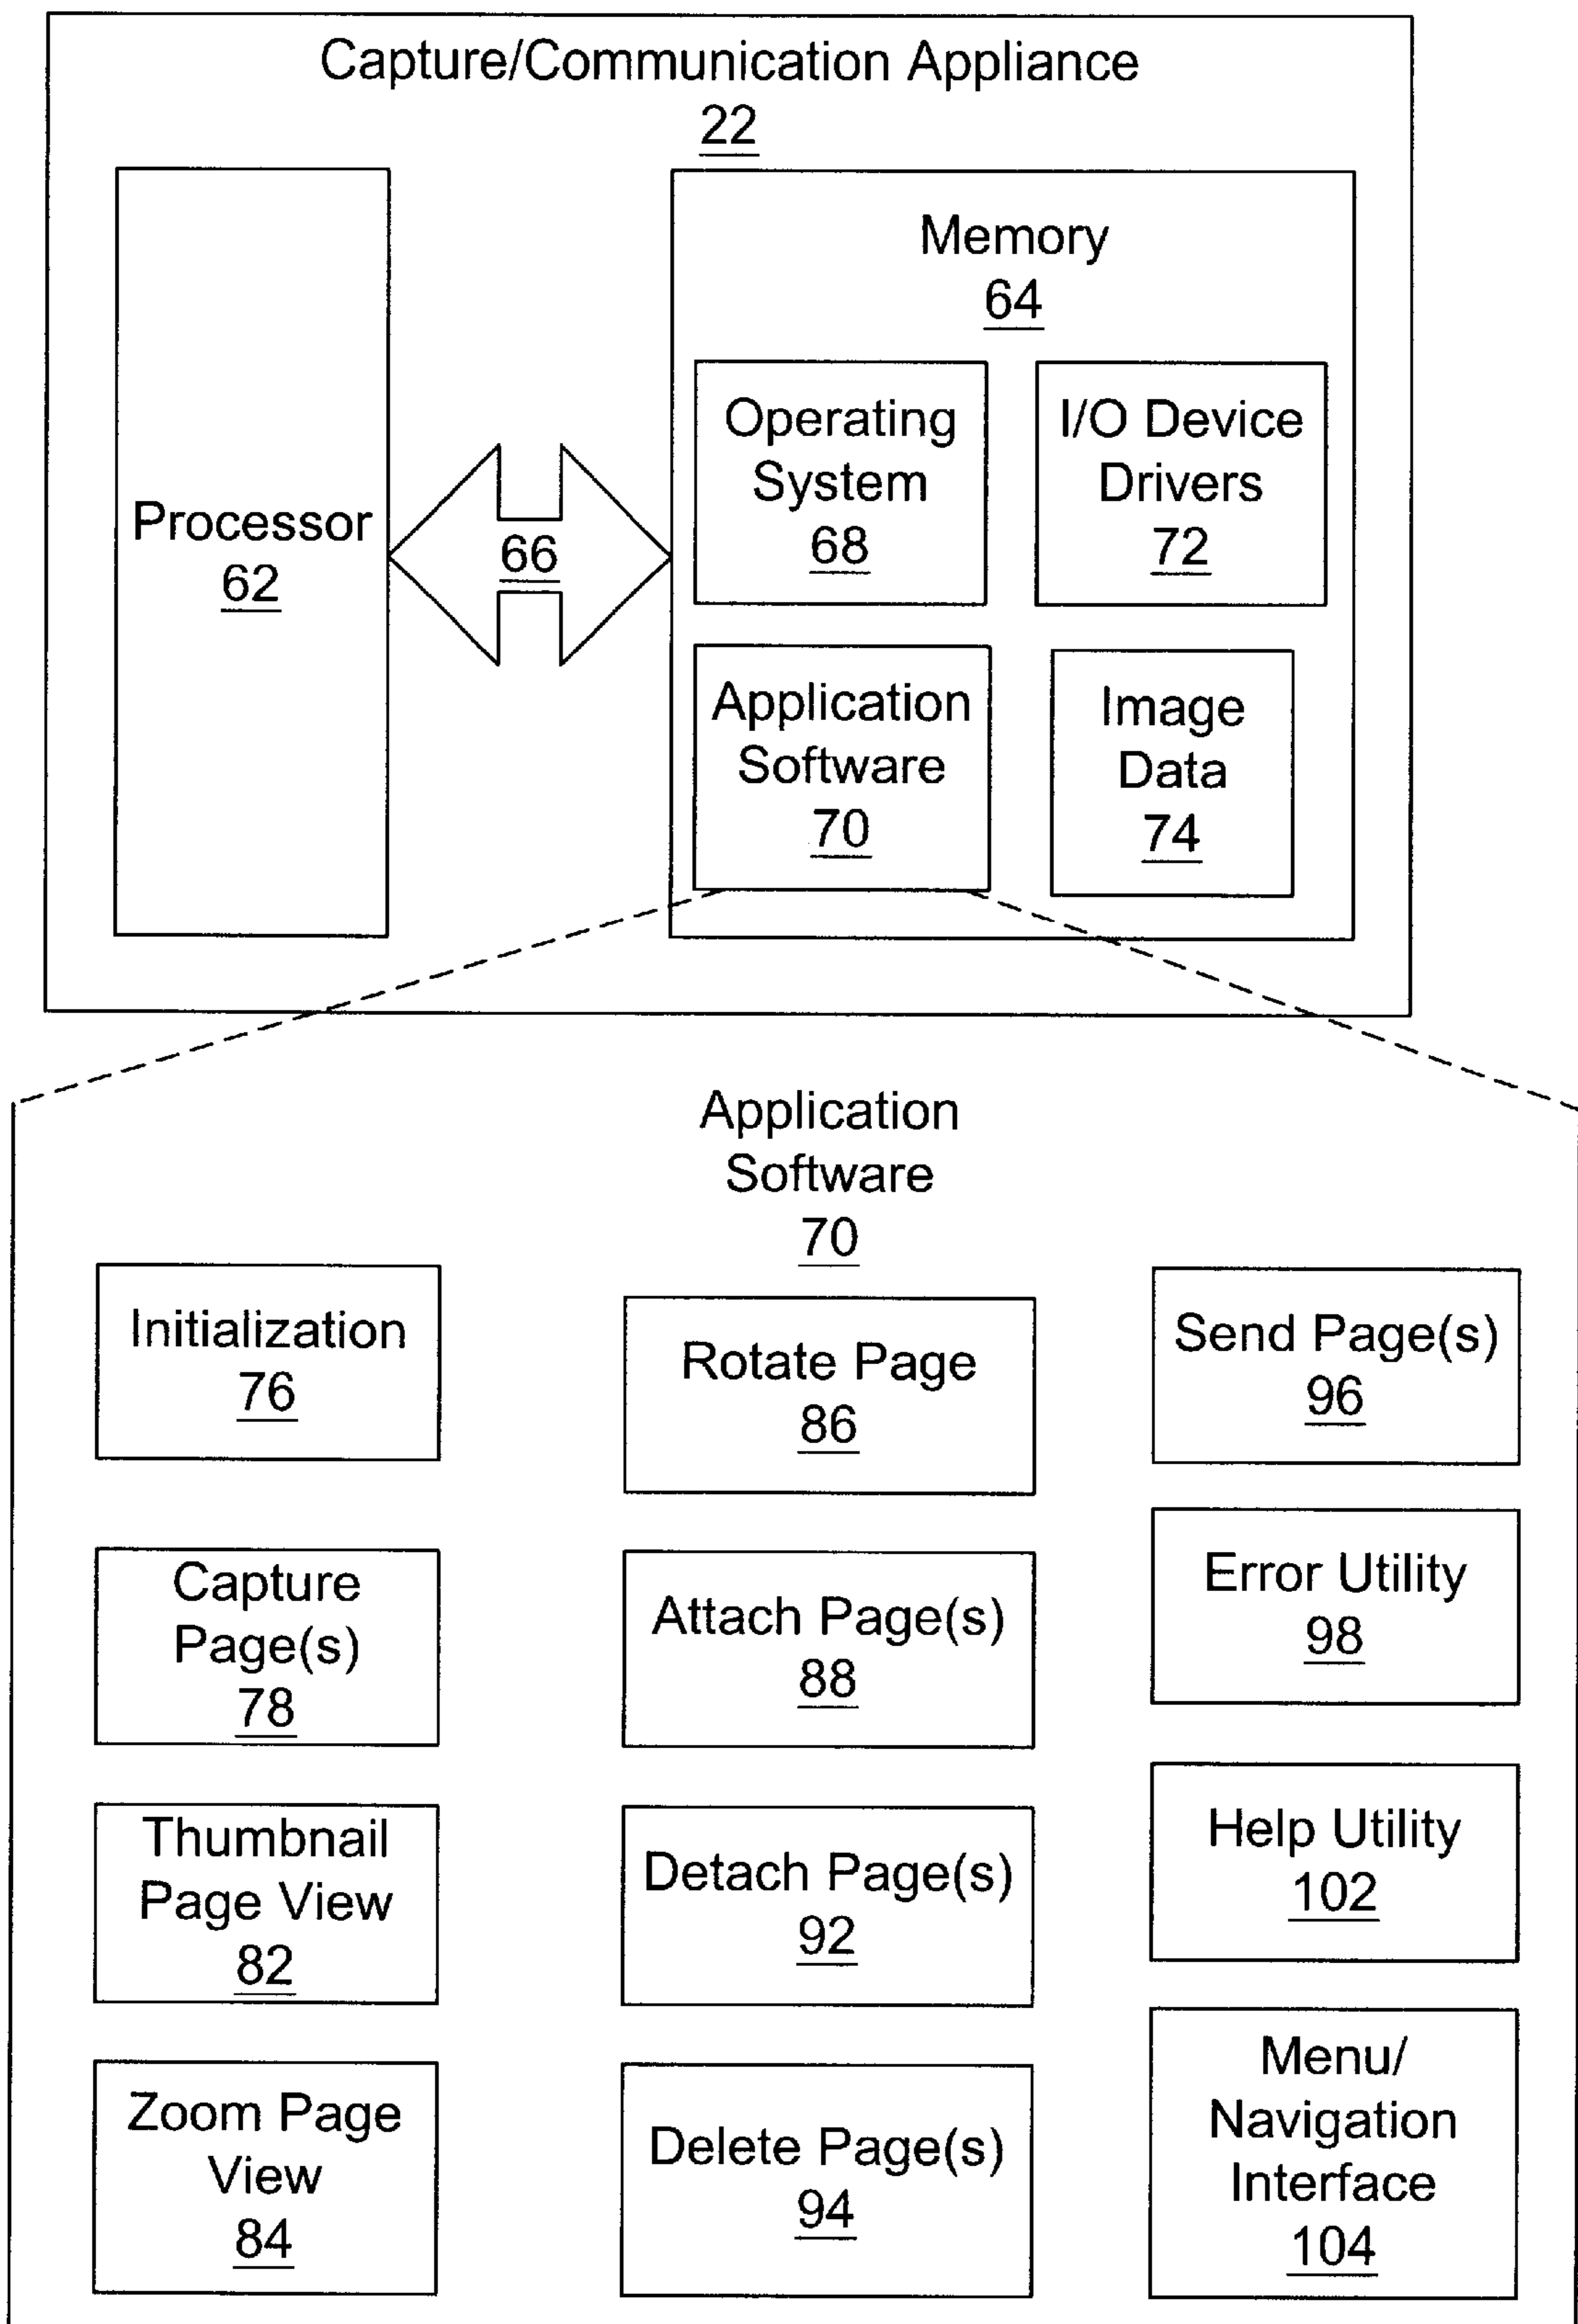 Capture/Communication Appliance
22
Processor
62
66
Memory
64
Operating
System
68
I/O Device
Drivers
72
Application
Software
70
Image
Data
74
Application
Software
70
Initialization
76
Capture
Page(s)
78
Thumbnail
Page View
82
Zoom Page
View
84
Rotate Page
86
Attach Page(s)
88
Detach Page(s)
92
Delete Page(s)
94
Send Page(s)
96
Error Utility
98
Help Utility
102
Menu/
Navigation
Interface
104